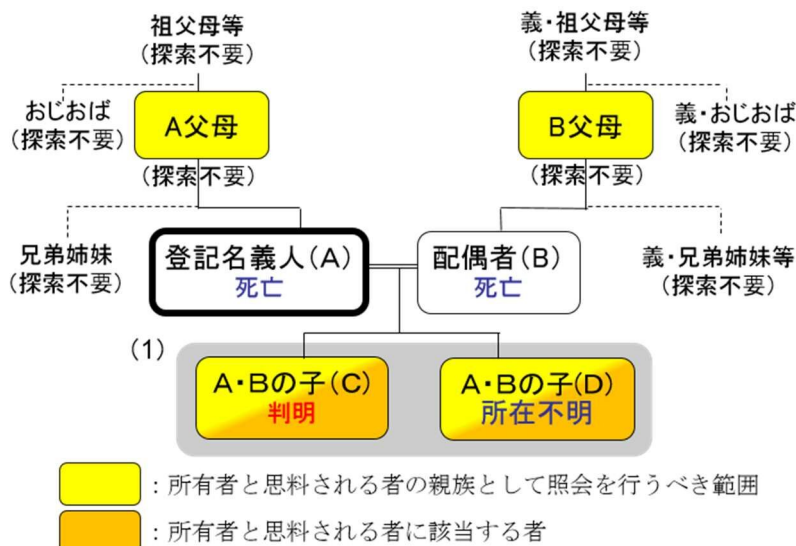 祖父母等
(探索不要)
義・祖父母等
(探索不要)
おじおば
(探索不要)
A父母
B父母
義・おじおば
(探索不要)
(探索不要)
(探索不要)
兄弟姉妹
(探索不要)
登記名義人(A)
死亡
配偶者(B)
死亡
義・兄弟姉妹等
(探索不要)
(1)
A・Bの子(C)
判明
A・Bの子(D)
所在不明
：所有者と思料される者の親族として照会を行うべき範囲
：所有者と思料される者に該当する者